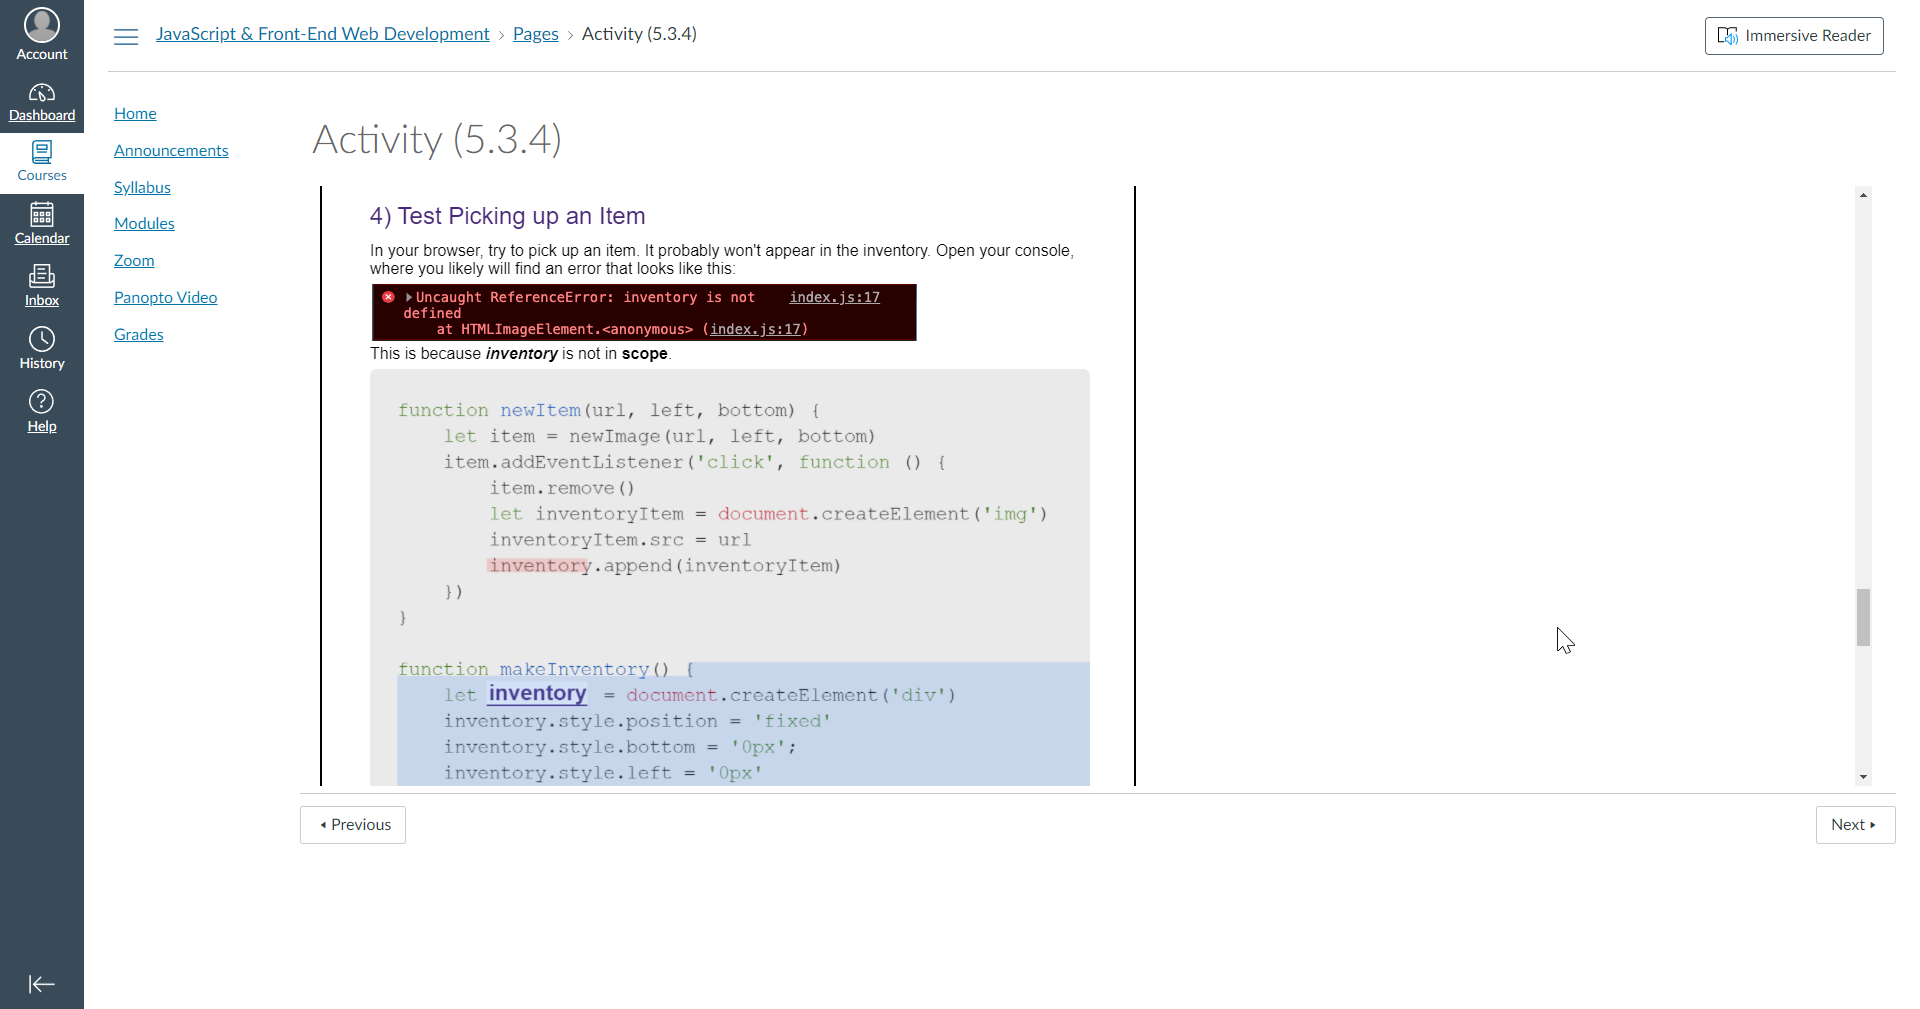 Account
Dashboard
Courses
Calendar
Inbox
History
Help
JavaScript & Front-End Web Development › Pages › Activity (5.3.4)
Immersive Reader
Home
Announcements
Syllabus
Modules
Zoom
Panopto Video
Grades
Activity (5.3.4)
4) Test Picking up an Item
In your browser, try to pick up an item. It probably won't appear in the inventory. Open your console,
where you likely will find an error that looks like this:
Uncaught ReferenceError: inventory is not index.js:17
defined
at HTMLImageElement.<anonymous> (index.js:17)
This is because inventory is not in scope.
function newItem(url, left, bottom) {
let item = newImage(url, left, bottom)
item.addEventListener('click', function () {
item.remove()
let inventoryItem = document.createElement('img')
inventoryItem.src = url
inventory.append(inventoryItem)
})
}
function makeInventory() {
let inventory = document.createElement('div')
inventory.style.position = 'fixed'
inventory.style.bottom = '0px';
inventory.style.left = '0px'
Previous
Next